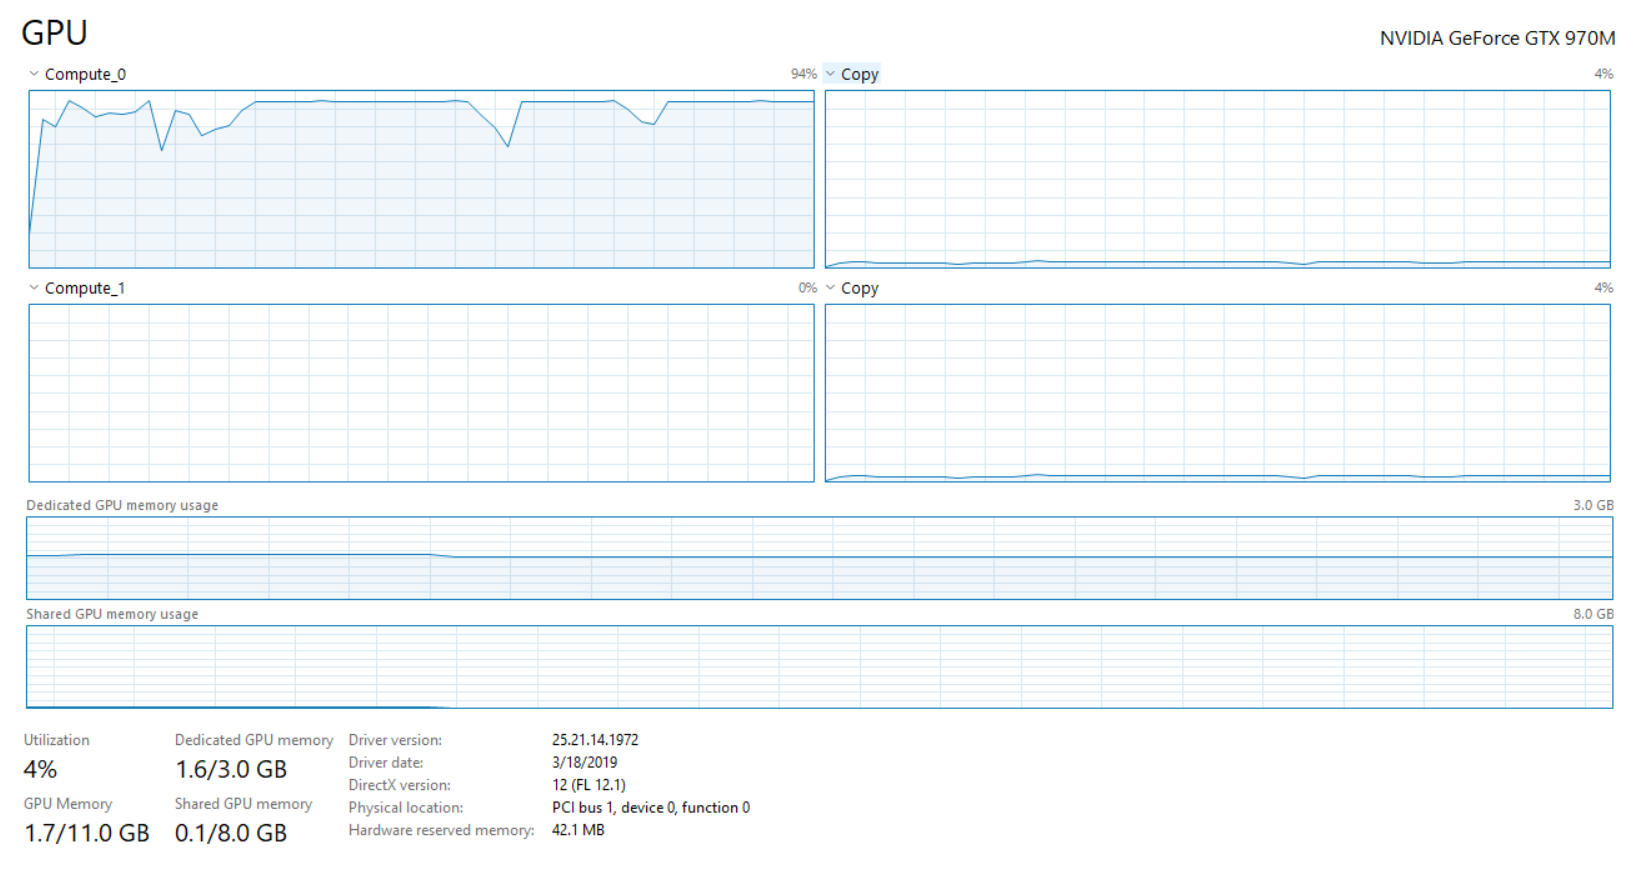 GPU
NVIDIA GeForce GTX 970M
Compute_0 94%
Copy 4%
Compute_1 0%
Copy 4%
Dedicated GPU memory usage 3.0 GB
Shared GPU memory usage 8.0 GB
Utilization
4%
Dedicated GPU memory
1.6/3.0 GB
GPU Memory
1.7/11.0 GB
Shared GPU memory
0.1/8.0 GB
Driver version: 25.21.14.1972
Driver date: 3/18/2019
DirectX version: 12 (FL 12.1)
Physical location: PCI bus 1, device 0, function 0
Hardware reserved memory: 42.1 MB